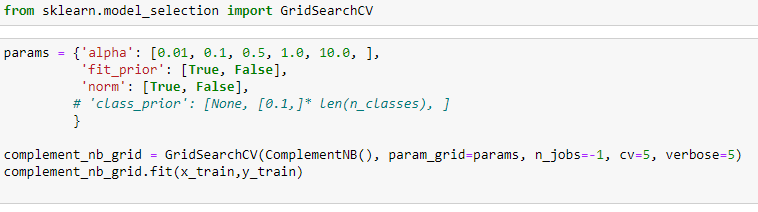 from sklearn.model_selection import GridSearchCV
params = {'alpha': [0.01, 0.1, 0.5, 1.0, 10.0, ],
'fit_prior': [True, False],
'norm': [True, False],
# 'class_prior': [None, [0.1,]* len(n_classes), ]
}
complement_nb_grid = GridSearchCV(ComplementNB(), param_grid=params, n_jobs=-1, cv=5, verbose=5)
complement_nb_grid.fit(x_train,y_train)